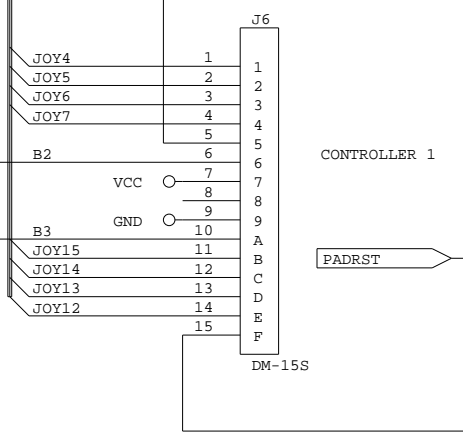 J6
JOY4 1 1
JOY5 2 2
JOY6 3 3
JOY7 4 4
5 5
B2 6 6 CONTROLLER 1
VCC 7 7
8 8
GND 9 9
B3 10 A
JOY15 11 B PADRST
JOY14 12 C
JOY13 13 D
JOY12 14 E
15 F
DM-15S